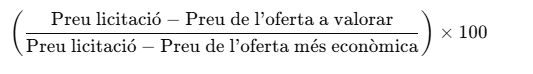 ( Preu licitació − Preu de l'oferta a valorar
Preu licitació − Preu de l'oferta més econòmica ) × 100